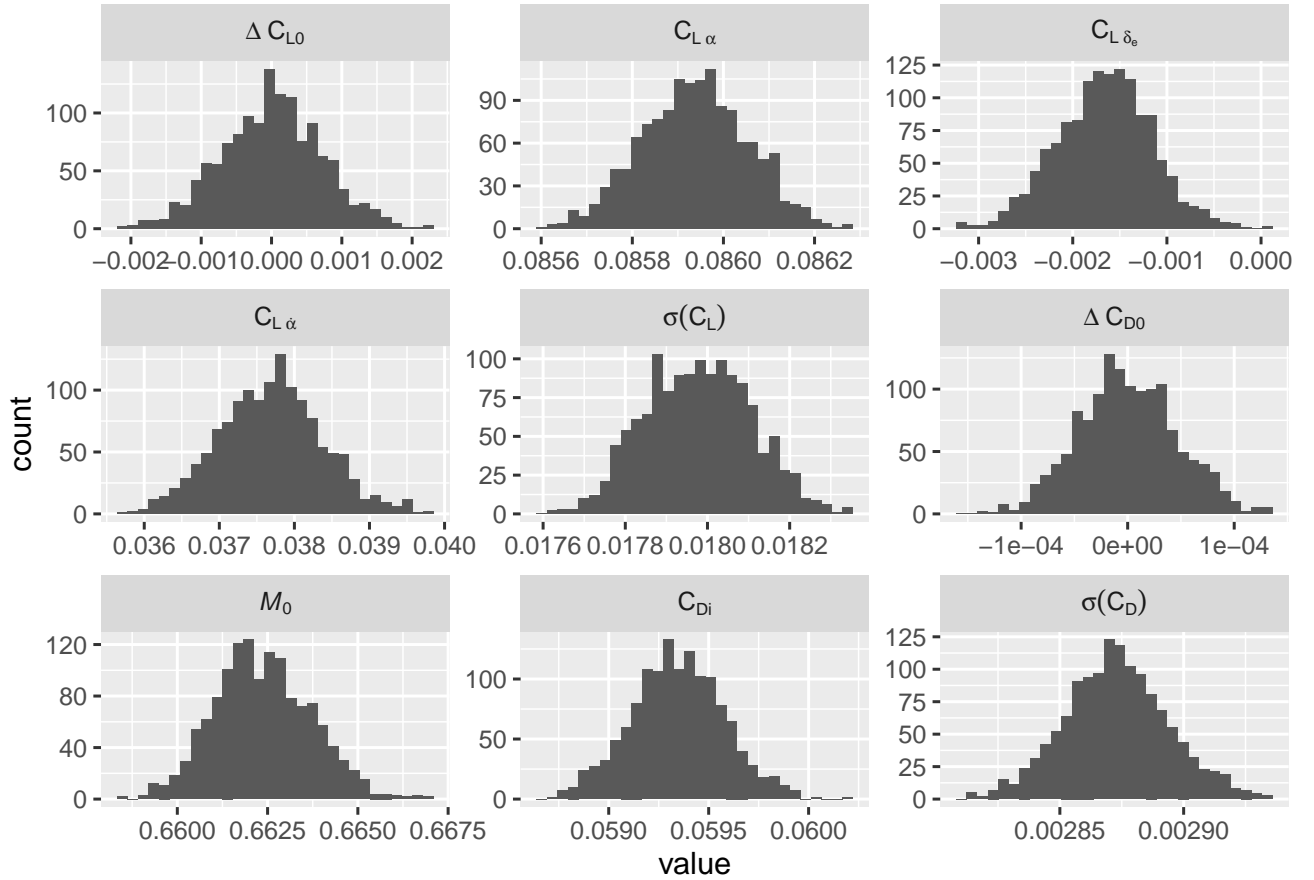 Δ C_L0
C_L α
C_L δ_e
0
50
100
−0.002 −0.001 0.000 0.001 0.002
0
30
60
90
0.0856 0.0858 0.0860 0.0862
0
25
50
75
100
125
−0.003 −0.002 −0.001 0.000
C_L α̇
σ(C_L)
Δ C_D0
0
50
100
0.036 0.037 0.038 0.039 0.040
0
25
50
75
100
0.0176 0.0178 0.0180 0.0182
0
50
100
−1e−04 0e+00 1e−04
M_0
C_Di
σ(C_D)
0
40
80
120
0.6600 0.6625 0.6650 0.6675
0
50
100
0.0590 0.0595 0.0600
0
25
50
75
100
125
0.00285 0.00290
count
value